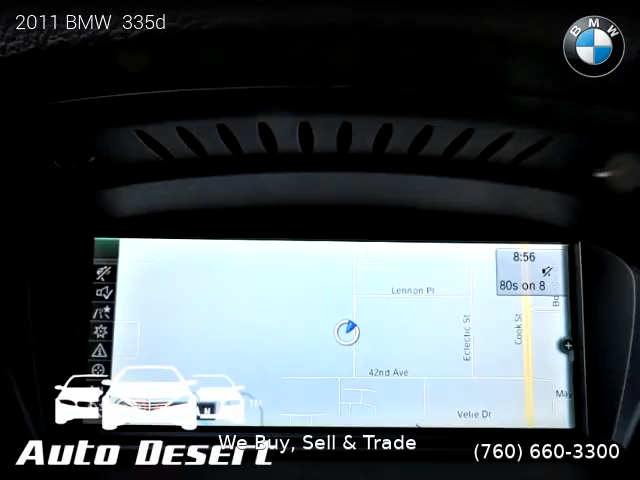 2011 BMW 335d
BMW
8:56
80s on 8
Lennon Pl
Eclectic St
Cook St
42nd Ave
May
Velie Dr
We Buy, Sell & Trade
Auto Desert
(760) 660-3300